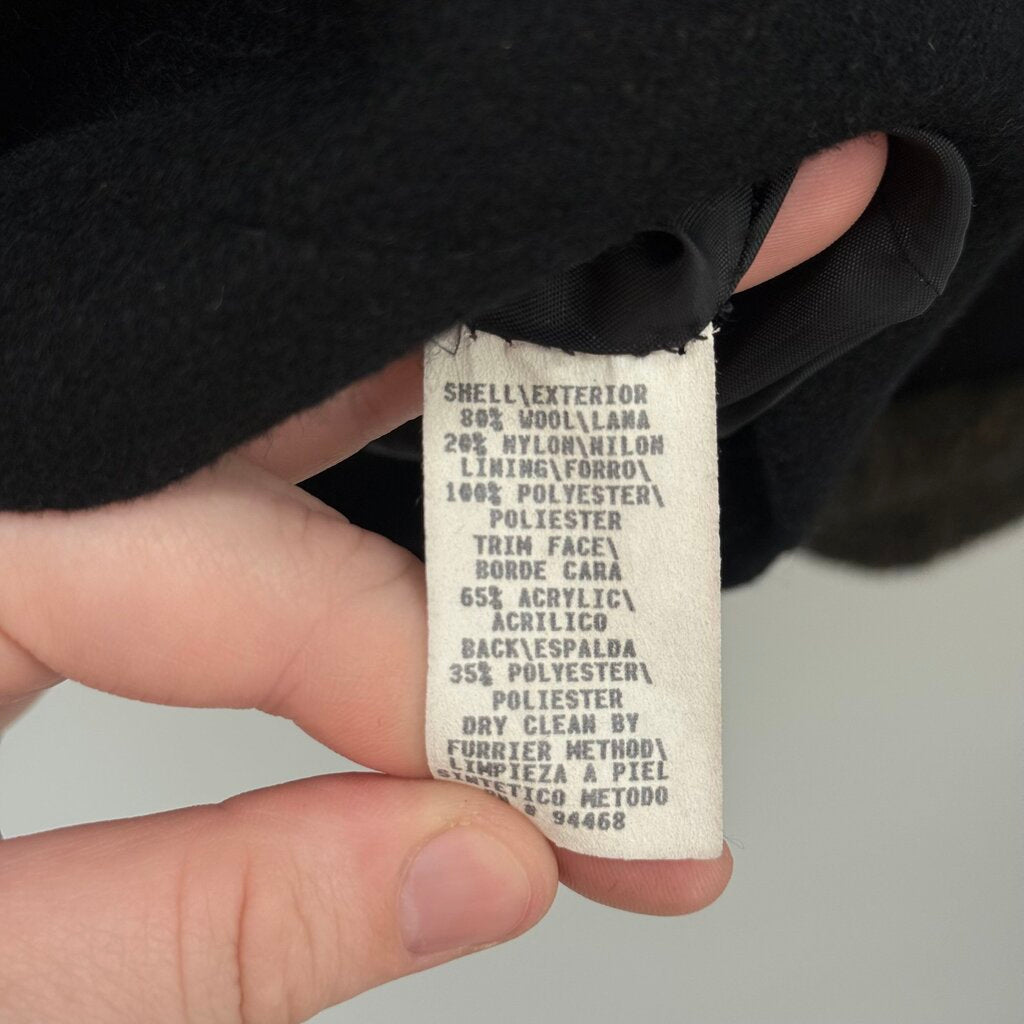 SHELL\EXTERIOR
80% WOOL\LANA
20% NYLON\NILON
LINING\FORRO\
100% POLYESTER\
POLIESTER
TRIM FACE\
BORDE CARA
65% ACRYLIC\
ACRILICO
BACK\ESPALDA
35% POLYESTER\
POLIESTER
DRY CLEAN BY
FURRIER METHOD\
LIMPIEZA A PIEL
SINTETICO METODO
# 94468